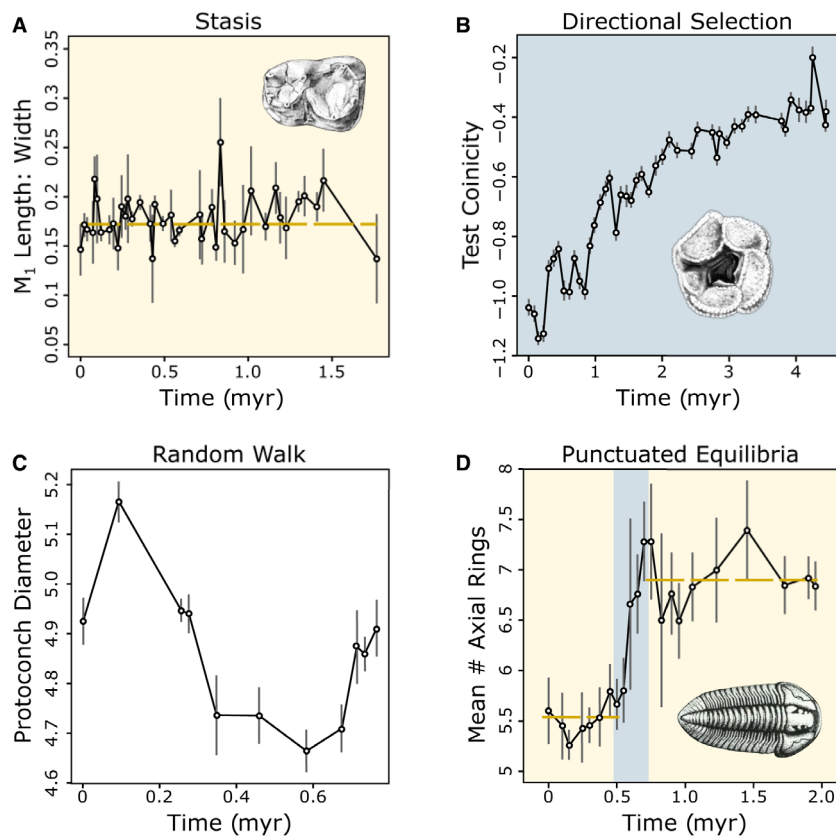 A
Stasis
M1 Length: Width
0.35
0.3
0.25
0.2
0.15
0.1
0.05
0
0.5
1.0
1.5
Time (myr)
B
Directional Selection
Test Coinicity
−0.2
−0.4
−0.6
−0.8
−1.0
−1.2
0
1
2
3
4
Time (myr)
C
Random Walk
Protoconch Diameter
5.2
5.1
5.0
4.9
4.8
4.7
4.6
0
0.2
0.4
0.6
Time (myr)
D
Punctuated Equilibria
Mean # Axial Rings
8
7.5
7
6.5
6
5.5
5
0
0.5
1.0
1.5
2.0
Time (myr)